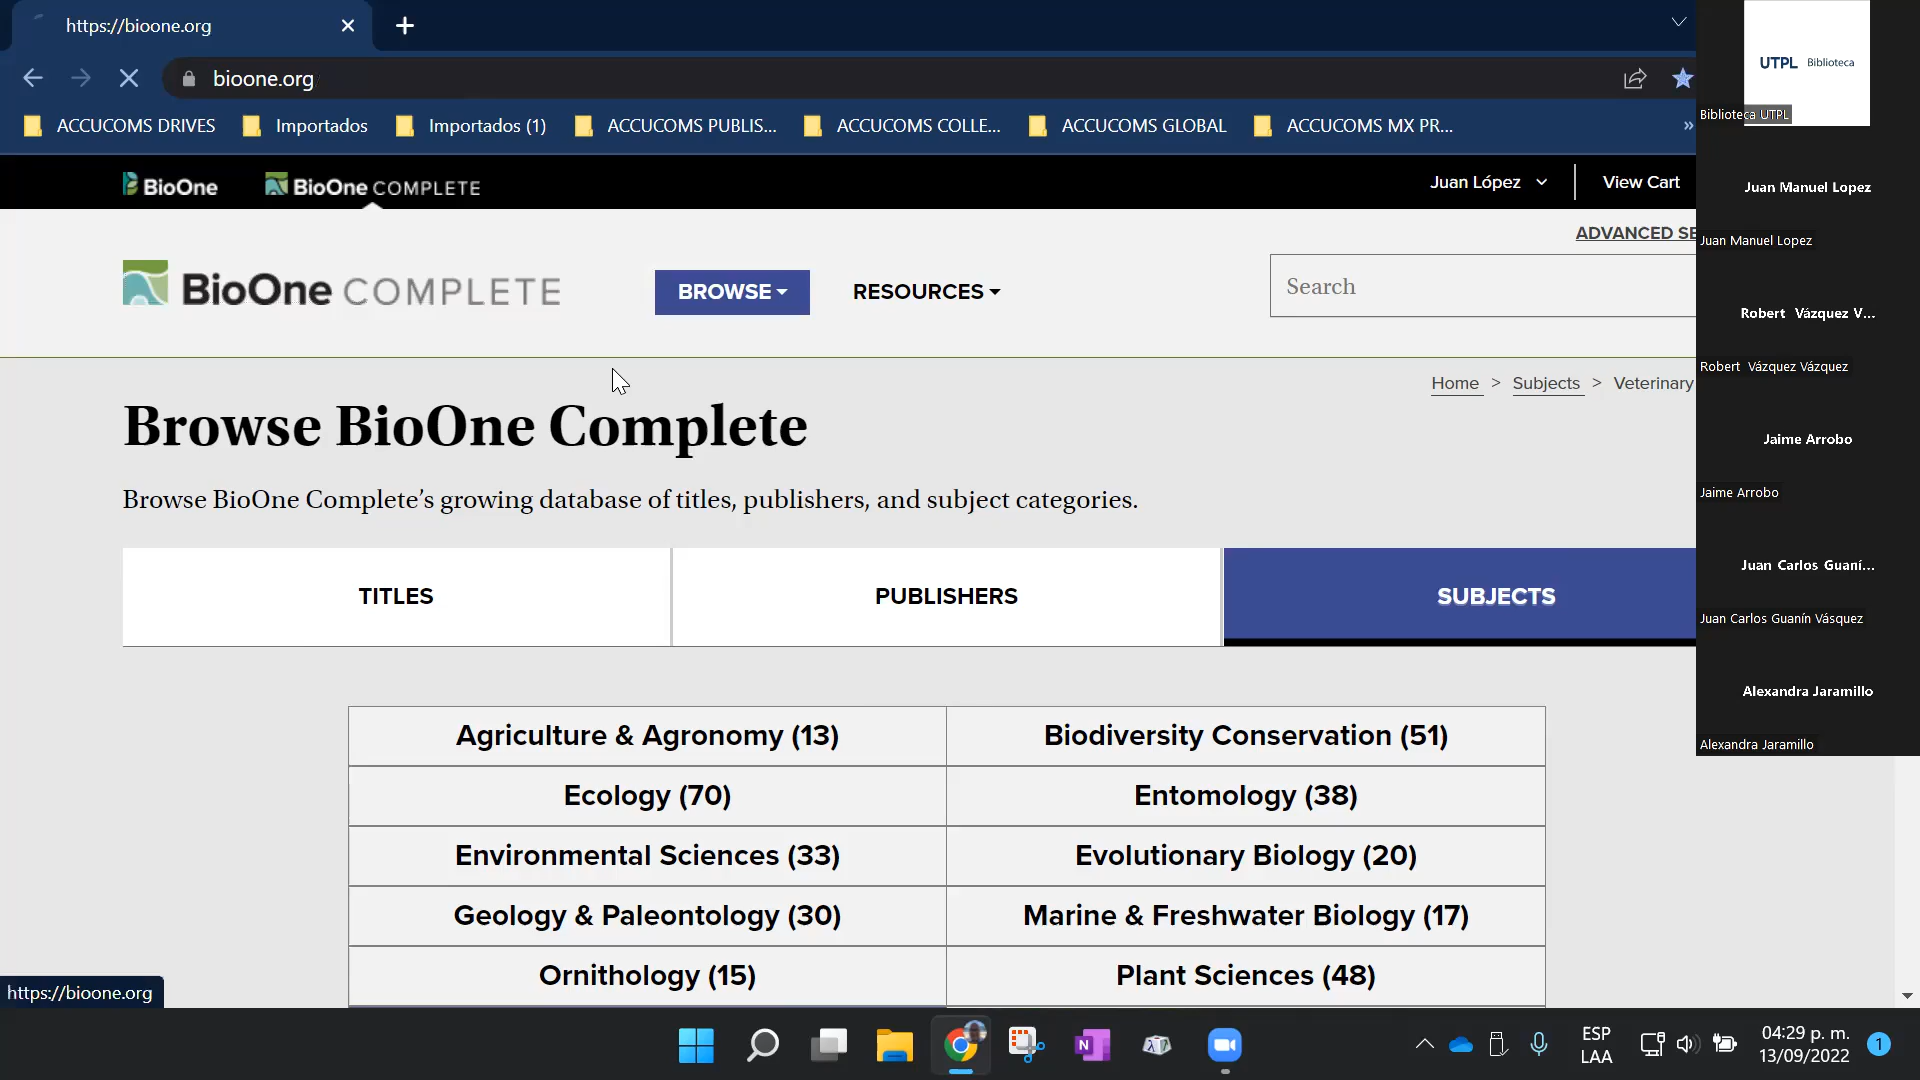 https://bioone.org
bioone.org
ACCUCOMS DRIVES
Importados
Importados (1)
ACCUCOMS PUBLIS...
ACCUCOMS COLLE...
ACCUCOMS GLOBAL
ACCUCOMS MX PR...
»
BioOne
BioOne COMPLETE
Juan López
View Cart
ADVANCED SE
BioOne COMPLETE
BROWSE
RESOURCES
Search
Home > Subjects > Veterinary
Browse BioOne Complete
Browse BioOne Complete’s growing database of titles, publishers, and subject categories.
TITLES
PUBLISHERS
SUBJECTS
Agriculture & Agronomy (13)
Biodiversity Conservation (51)
Ecology (70)
Entomology (38)
Environmental Sciences (33)
Evolutionary Biology (20)
Geology & Paleontology (30)
Marine & Freshwater Biology (17)
Ornithology (15)
Plant Sciences (48)
https://bioone.org
UTPL Biblioteca
Biblioteca UTPL
Juan Manuel Lopez
Juan Manuel Lopez
Robert Vázquez V...
Robert Vázquez Vázquez
Jaime Arrobo
Jaime Arrobo
Juan Carlos Guaní...
Juan Carlos Guanín Vásquez
Alexandra Jaramillo
Alexandra Jaramillo
N
ESP
LAA
04:29 p. m.
13/09/2022
1